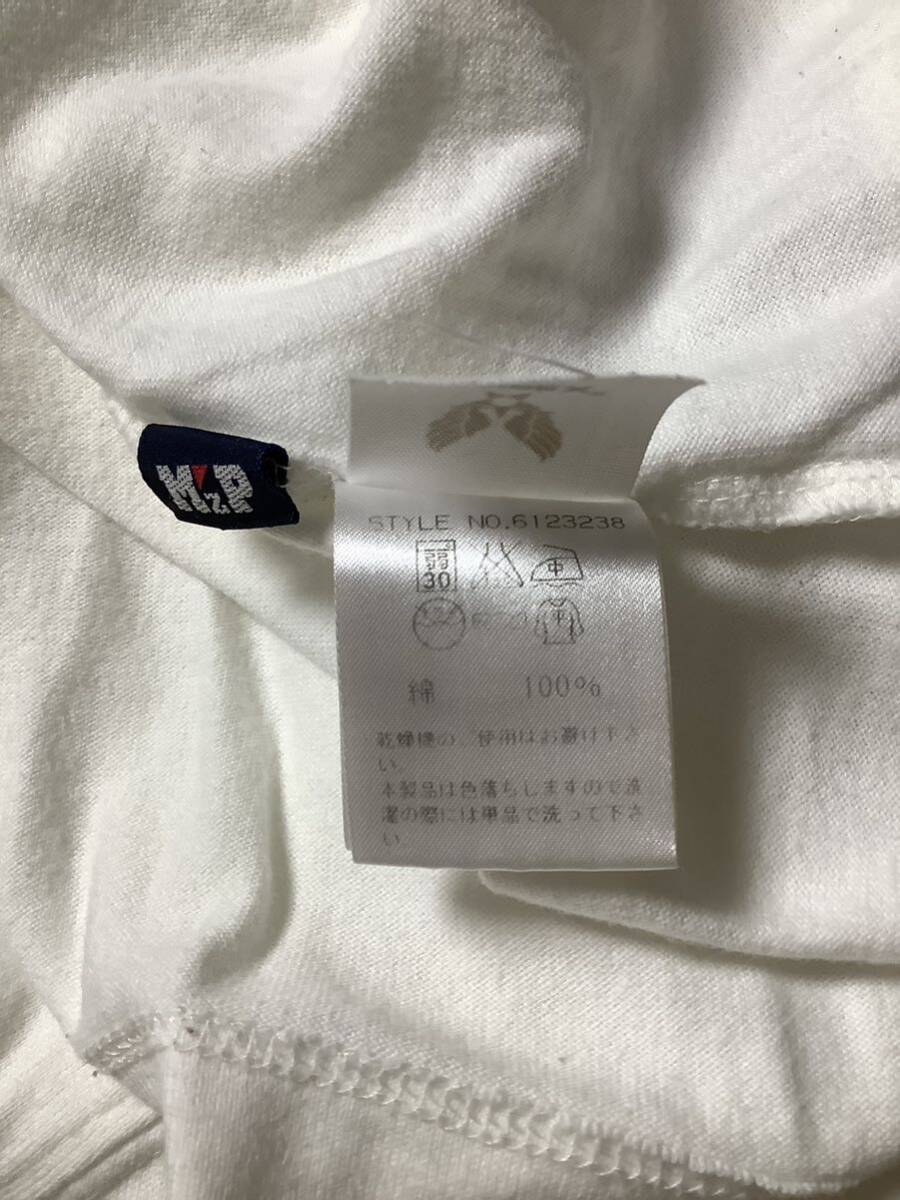 M'zR
STYLE NO.6123238
弱
30
中
綿 100%
乾燥機の、使用はお避け下さ
い。
本製品は色落ちしますので洗
濯の際には単品で洗って下さ
い。